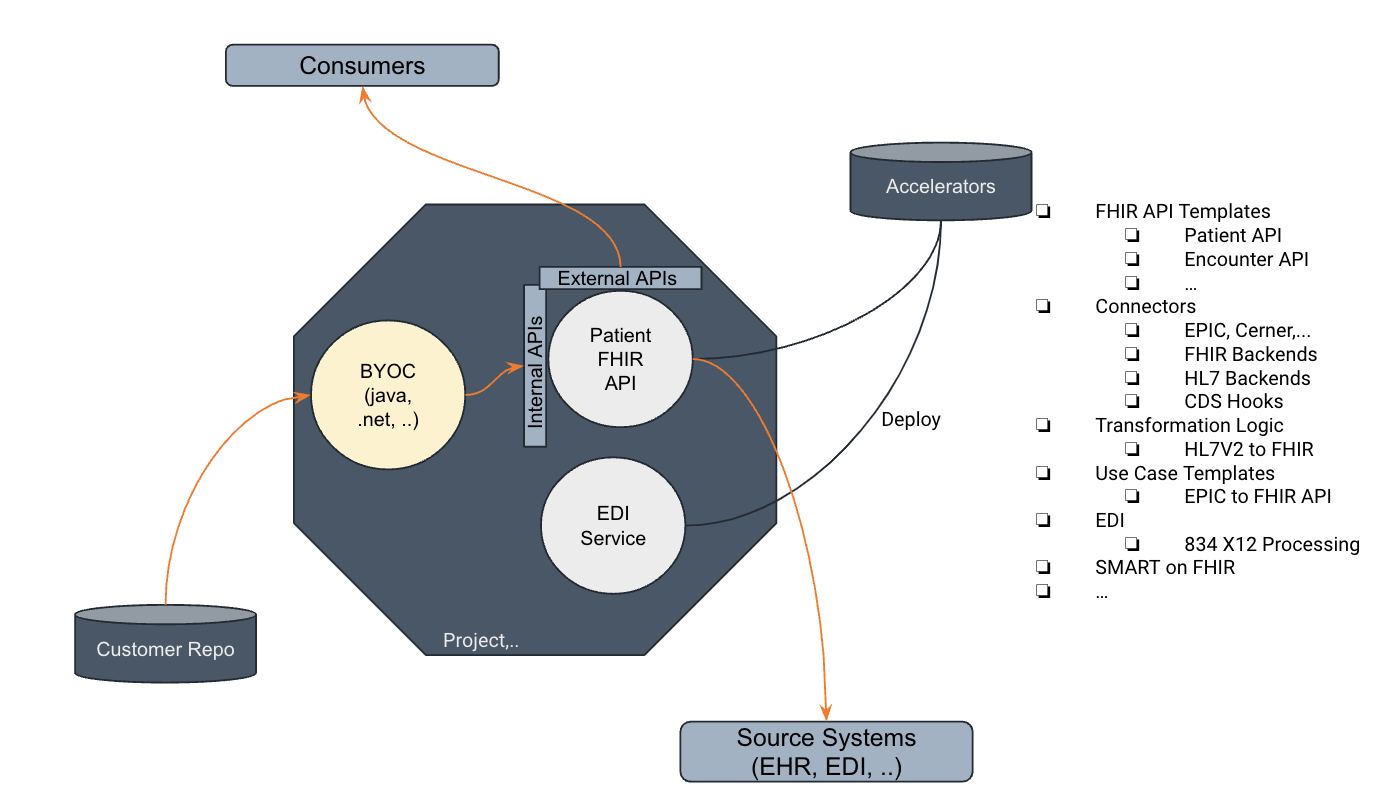 Consumers
Accelerators
External APIs
Internal APIs
Patient
FHIR
API
BYOC
(java,
.net, ..)
EDI
Service
Deploy
Project,..
Customer Repo
Source Systems
(EHR, EDI, ..)
❏ FHIR API Templates
❏ Patient API
❏ Encounter API
❏ …
❏ Connectors
❏ EPIC, Cerner,...
❏ FHIR Backends
❏ HL7 Backends
❏ CDS Hooks
❏ Transformation Logic
❏ HL7V2 to FHIR
❏ Use Case Templates
❏ EPIC to FHIR API
❏ EDI
❏ 834 X12 Processing
❏ SMART on FHIR
❏ …